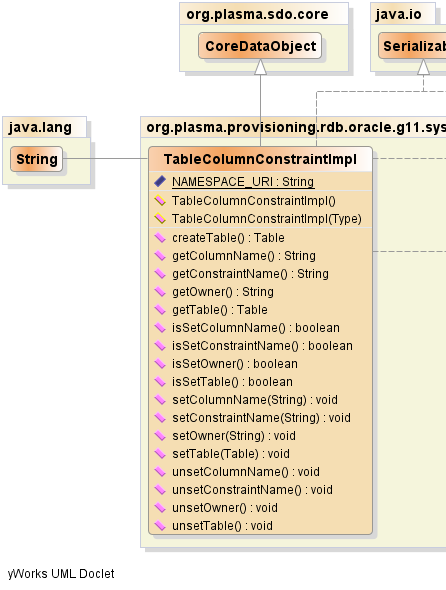 org.plasma.sdo.core
java.io
CoreDataObject
java.lang
org.plasma.provisioning.rdb.oracle.g11.sys
String
TableColumnConstraintImpl
NAMESPACE_URI : String
TableColumnConstraintImpl()
TableColumnConstraintImpl(Type)
createTable() : Table
getColumnName() : String
getConstraintName() : String
getOwner() : String
getTable() : Table
isSetColumnName() : boolean
isSetConstraintName() : boolean
isSetOwner() : boolean
isSetTable() : boolean
setColumnName(String) : void
setConstraintName(String) : void
setOwner(String) : void
setTable(Table) : void
unsetColumnName() : void
unsetConstraintName() : void
unsetOwner() : void
unsetTable() : void
yWorks UML Doclet